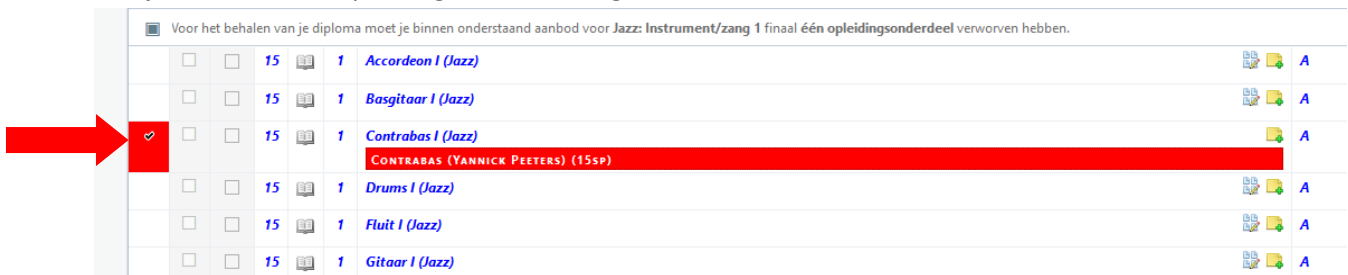 Voor het behalen van je diploma moet je binnen onderstaand aanbod voor Jazz: Instrument/zang 1 finaal één opleidingsonderdeel verworven hebben.
15 1 Accordeon I (Jazz) A
15 1 Basgitaar I (Jazz) A
15 1 Contrabas I (Jazz) A
CONTRABAS (YANNICK PEETERS) (15SP)
15 1 Drums I (Jazz) A
15 1 Fluit I (Jazz) A
15 1 Gitaar I (Jazz) A